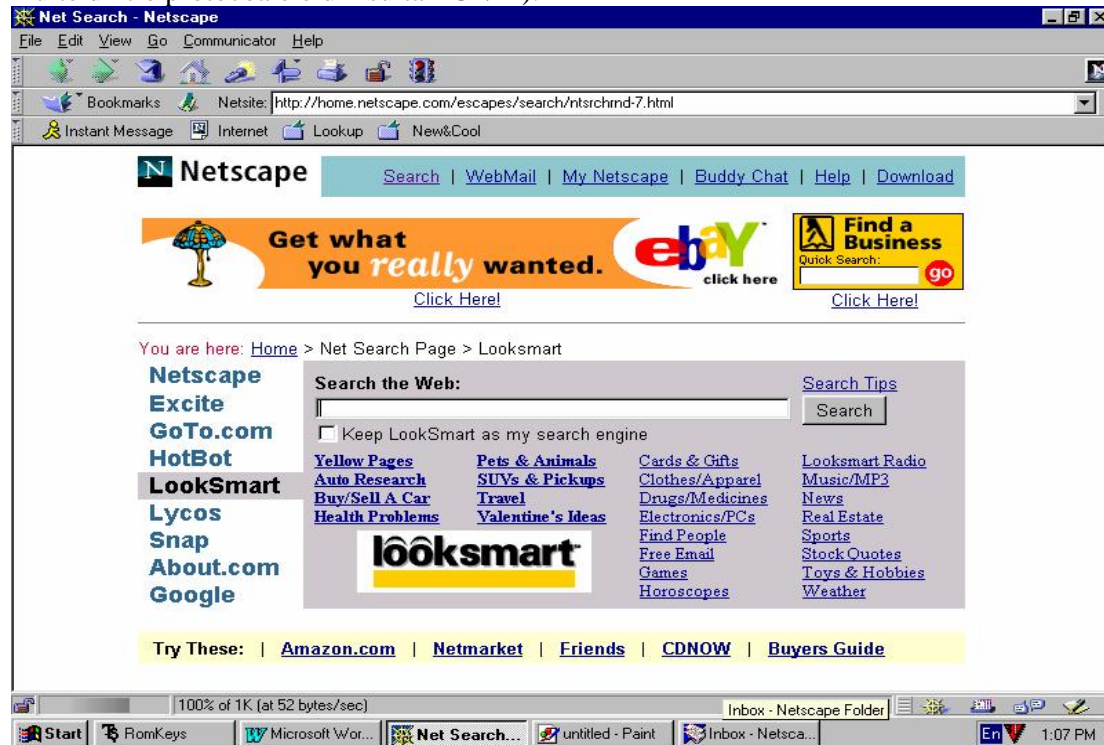 Net Search - Netscape
File Edit View Go Communicator Help
Bookmarks Netsite: http://home.netscape.com/escapes/search/ntsrchrnd-7.html
Instant Message Internet Lookup New&Cool
N Netscape Search | WebMail | My Netscape | Buddy Chat | Help | Download
Get what
you really wanted.
ebay
click here
Find a
Business
Quick Search:
go
Click Here! Click Here!
You are here: Home > Net Search Page > Looksmart
Netscape
Excite
GoTo.com
HotBot
LookSmart
Lycos
Snap
About.com
Google
Search the Web: Search Tips
Search
Keep LookSmart as my search engine
Yellow Pages Pets & Animals Cards & Gifts Looksmart Radio
Auto Research SUVs & Pickups Clothes/Apparel Music/MP3
Buy/Sell A Car Travel Drugs/Medicines News
Health Problems Valentine's Ideas Electronics/PCs Real Estate
Find People Sports
Free Email Stock Quotes
Games Toys & Hobbies
Horoscopes Weather
looksmart
Try These: | Amazon.com | Netmarket | Friends | CDNOW | Buyers Guide
100% of 1K (at 52 bytes/sec)
Inbox - Netscape Folder
Start RomKeys Microsoft Wor... Net Search... untitled - Paint Inbox - Netsca... En 1:07 PM